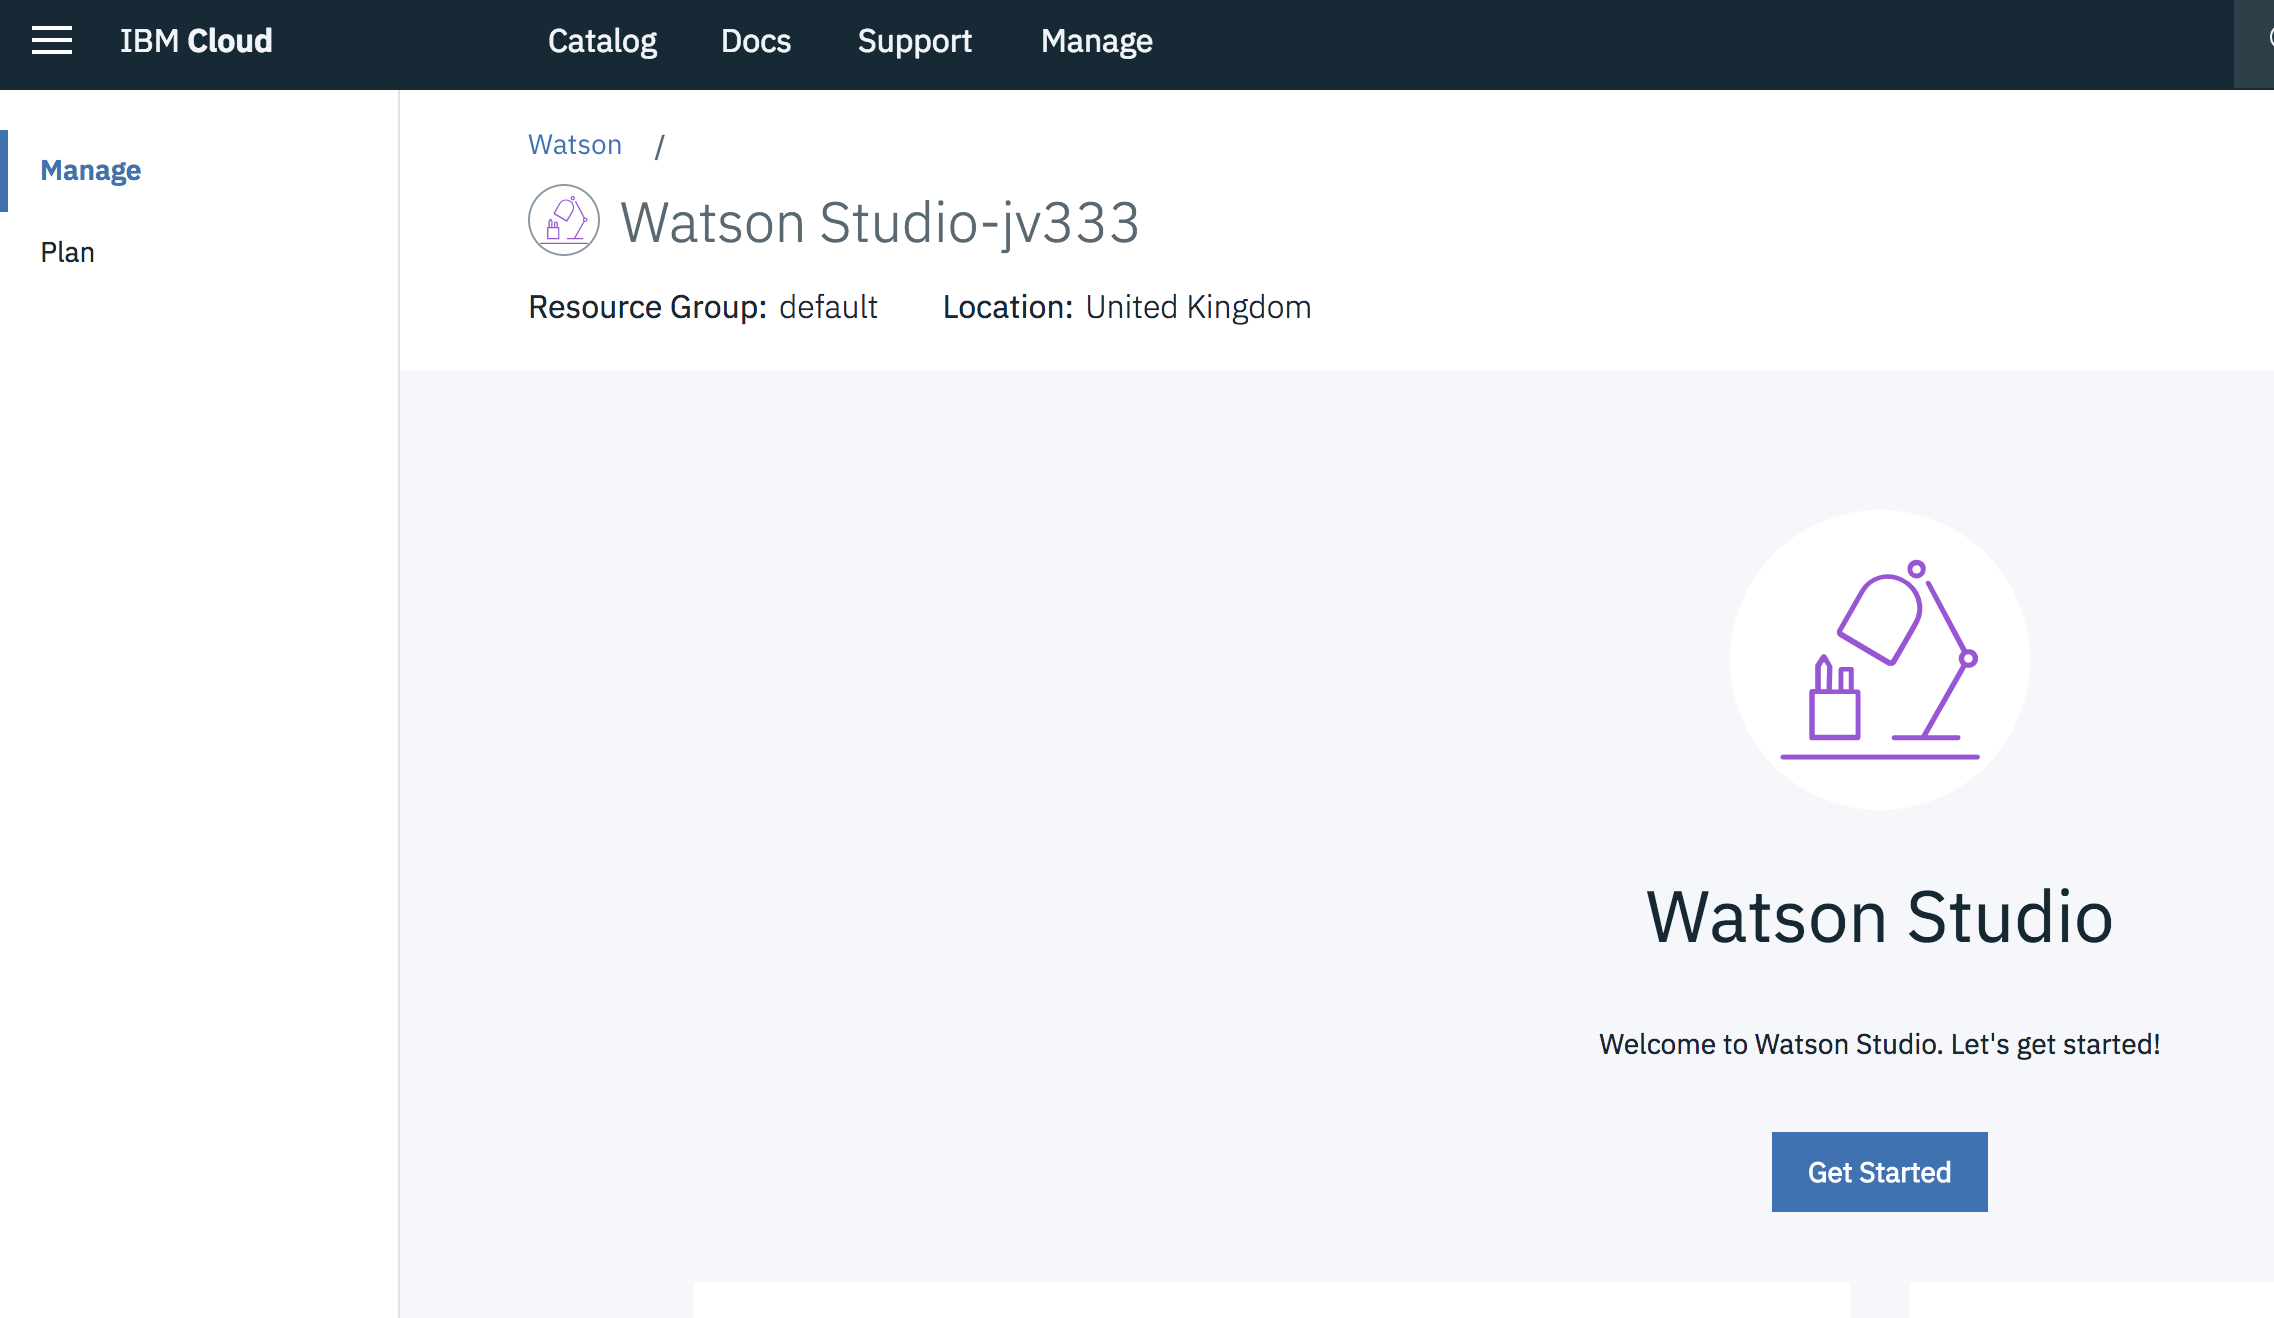 IBM Cloud Catalog Docs Support Manage
Manage
Plan
Watson /
Watson Studio-jv333
Resource Group: default Location: United Kingdom
Watson Studio
Welcome to Watson Studio. Let's get started!
Get Started